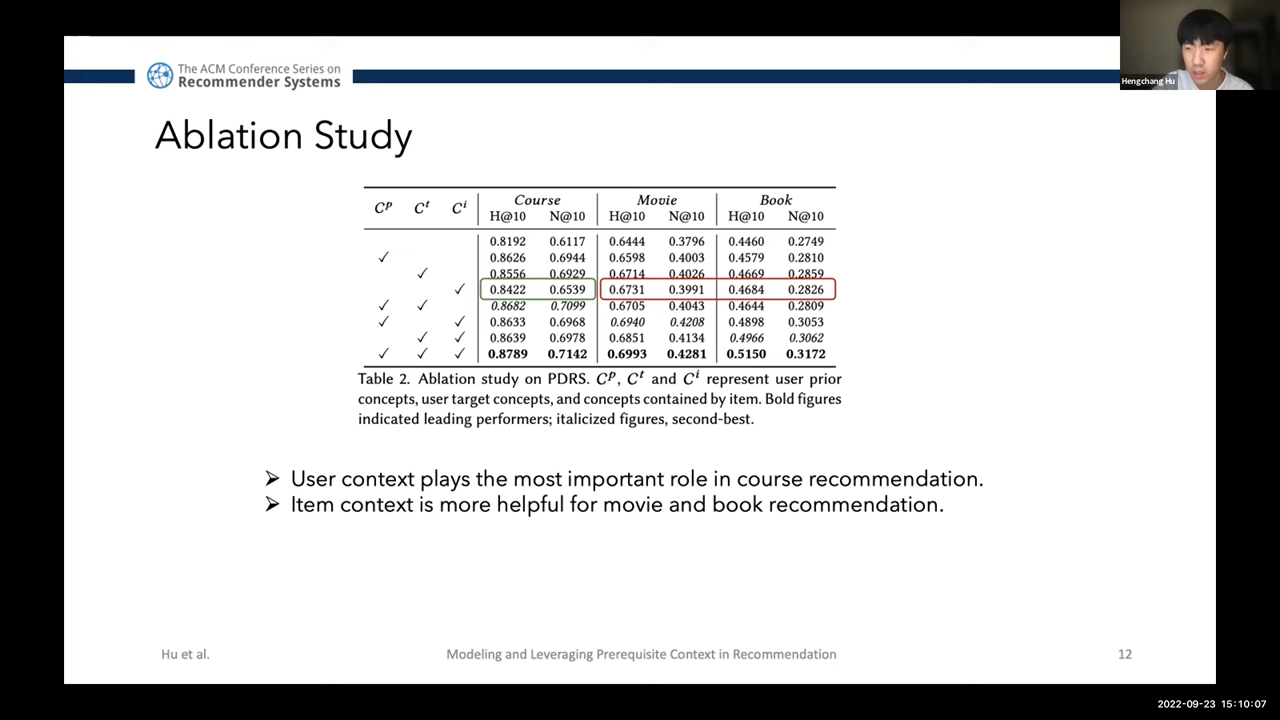 Hengchang Hu
The ACM Conference Series on
Recommender Systems
Ablation Study
Cᵖ Cᵗ Cⁱ Course Movie Book
H@10 N@10 H@10 N@10 H@10 N@10
0.8192 0.6117 0.6444 0.3796 0.4460 0.2749
✓ 0.8626 0.6944 0.6598 0.4003 0.4579 0.2810
✓ 0.8556 0.6929 0.6714 0.4026 0.4669 0.2859
✓ 0.8422 0.6539 0.6731 0.3991 0.4684 0.2826
✓ ✓ 0.8682 0.7099 0.6705 0.4043 0.4644 0.2809
✓ ✓ 0.8633 0.6968 0.6940 0.4208 0.4898 0.3053
✓ ✓ 0.8639 0.6978 0.6851 0.4134 0.4966 0.3062
✓ ✓ ✓ 0.8789 0.7142 0.6993 0.4281 0.5150 0.3172
Table 2. Ablation study on PDRS. Cᵖ, Cᵗ and Cⁱ represent user prior
concepts, user target concepts, and concepts contained by item. Bold figures
indicated leading performers; italicized figures, second-best.
➢ User context plays the most important role in course recommendation.
➢ Item context is more helpful for movie and book recommendation.
Hu et al. Modeling and Leveraging Prerequisite Context in Recommendation 12
2022-09-23 15:10:07